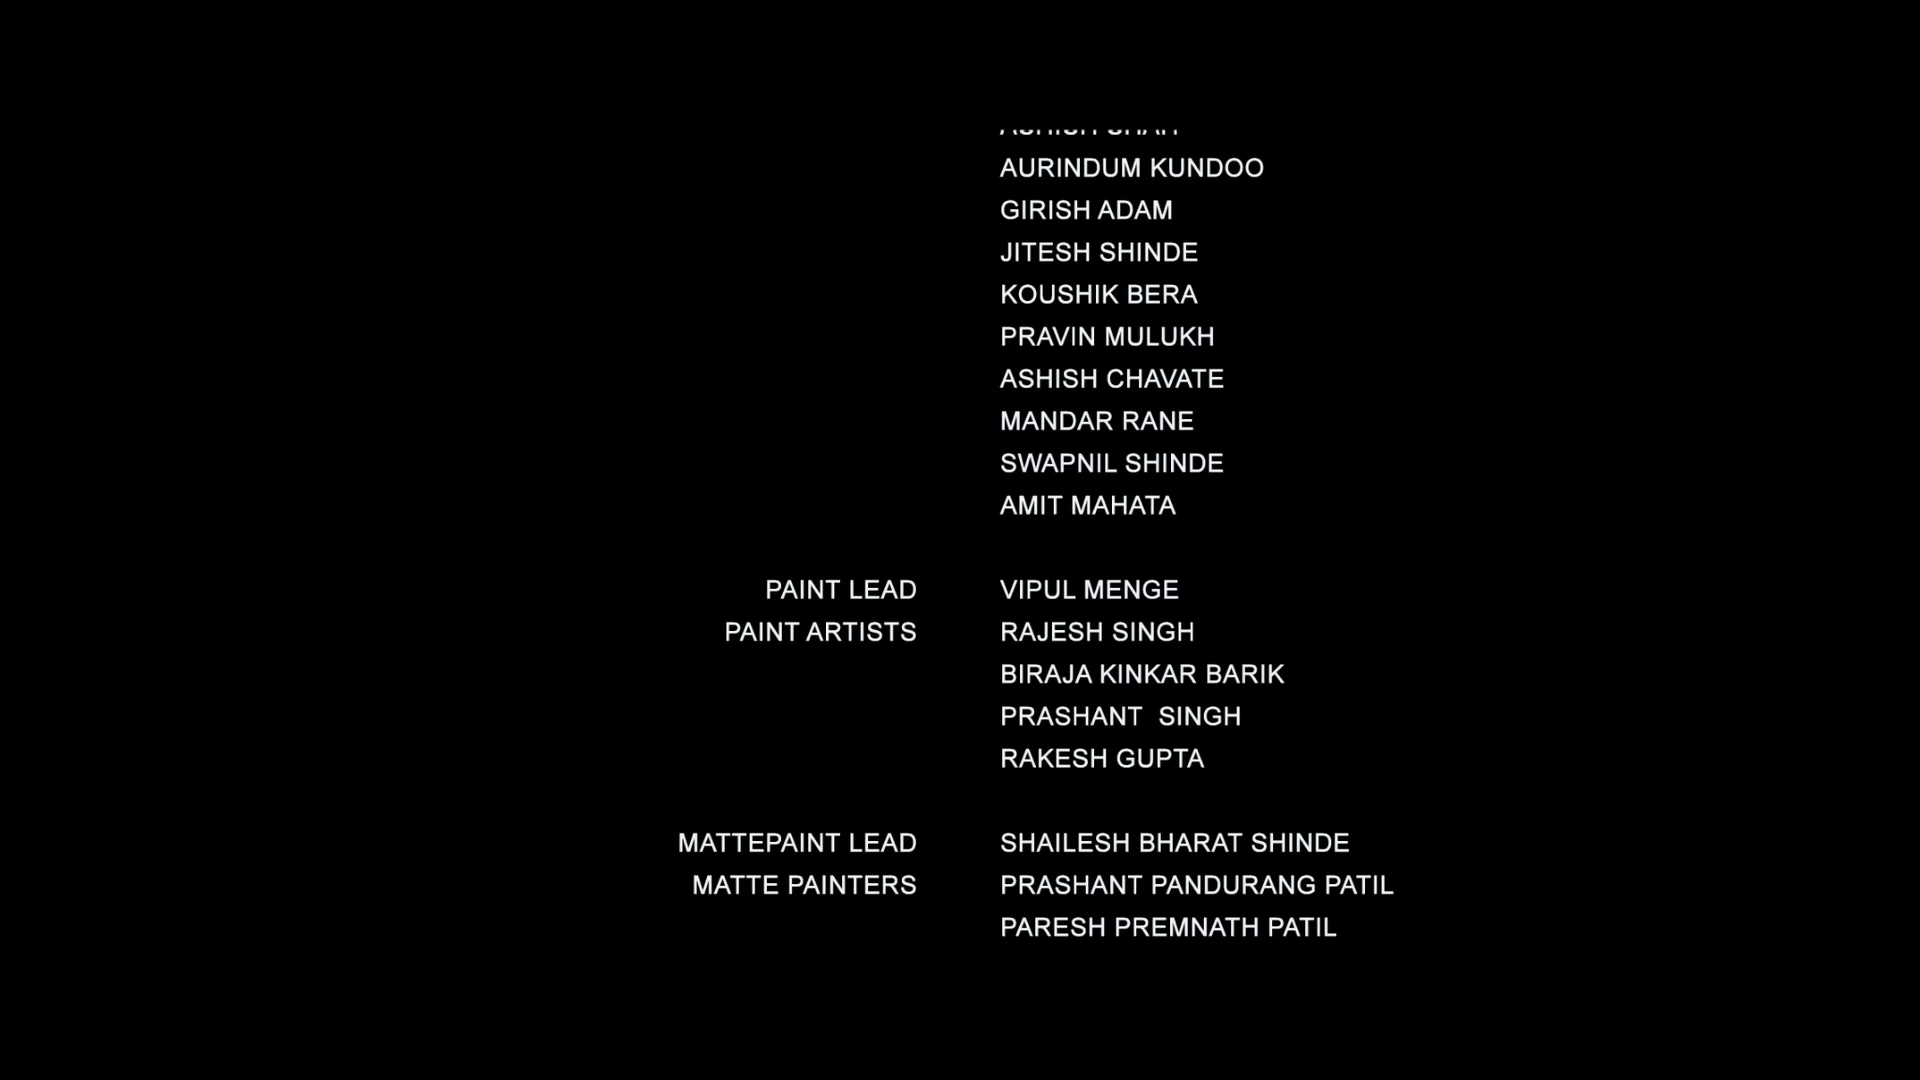 AURINDUM KUNDOO
GIRISH ADAM
JITESH SHINDE
KOUSHIK BERA
PRAVIN MULUKH
ASHISH CHAVATE
MANDAR RANE
SWAPNIL SHINDE
AMIT MAHATA
PAINT LEAD VIPUL MENGE
PAINT ARTISTS RAJESH SINGH
BIRAJA KINKAR BARIK
PRASHANT  SINGH
RAKESH GUPTA
MATTEPAINT LEAD SHAILESH BHARAT SHINDE
MATTE PAINTERS PRASHANT PANDURANG PATIL
PARESH PREMNATH PATIL